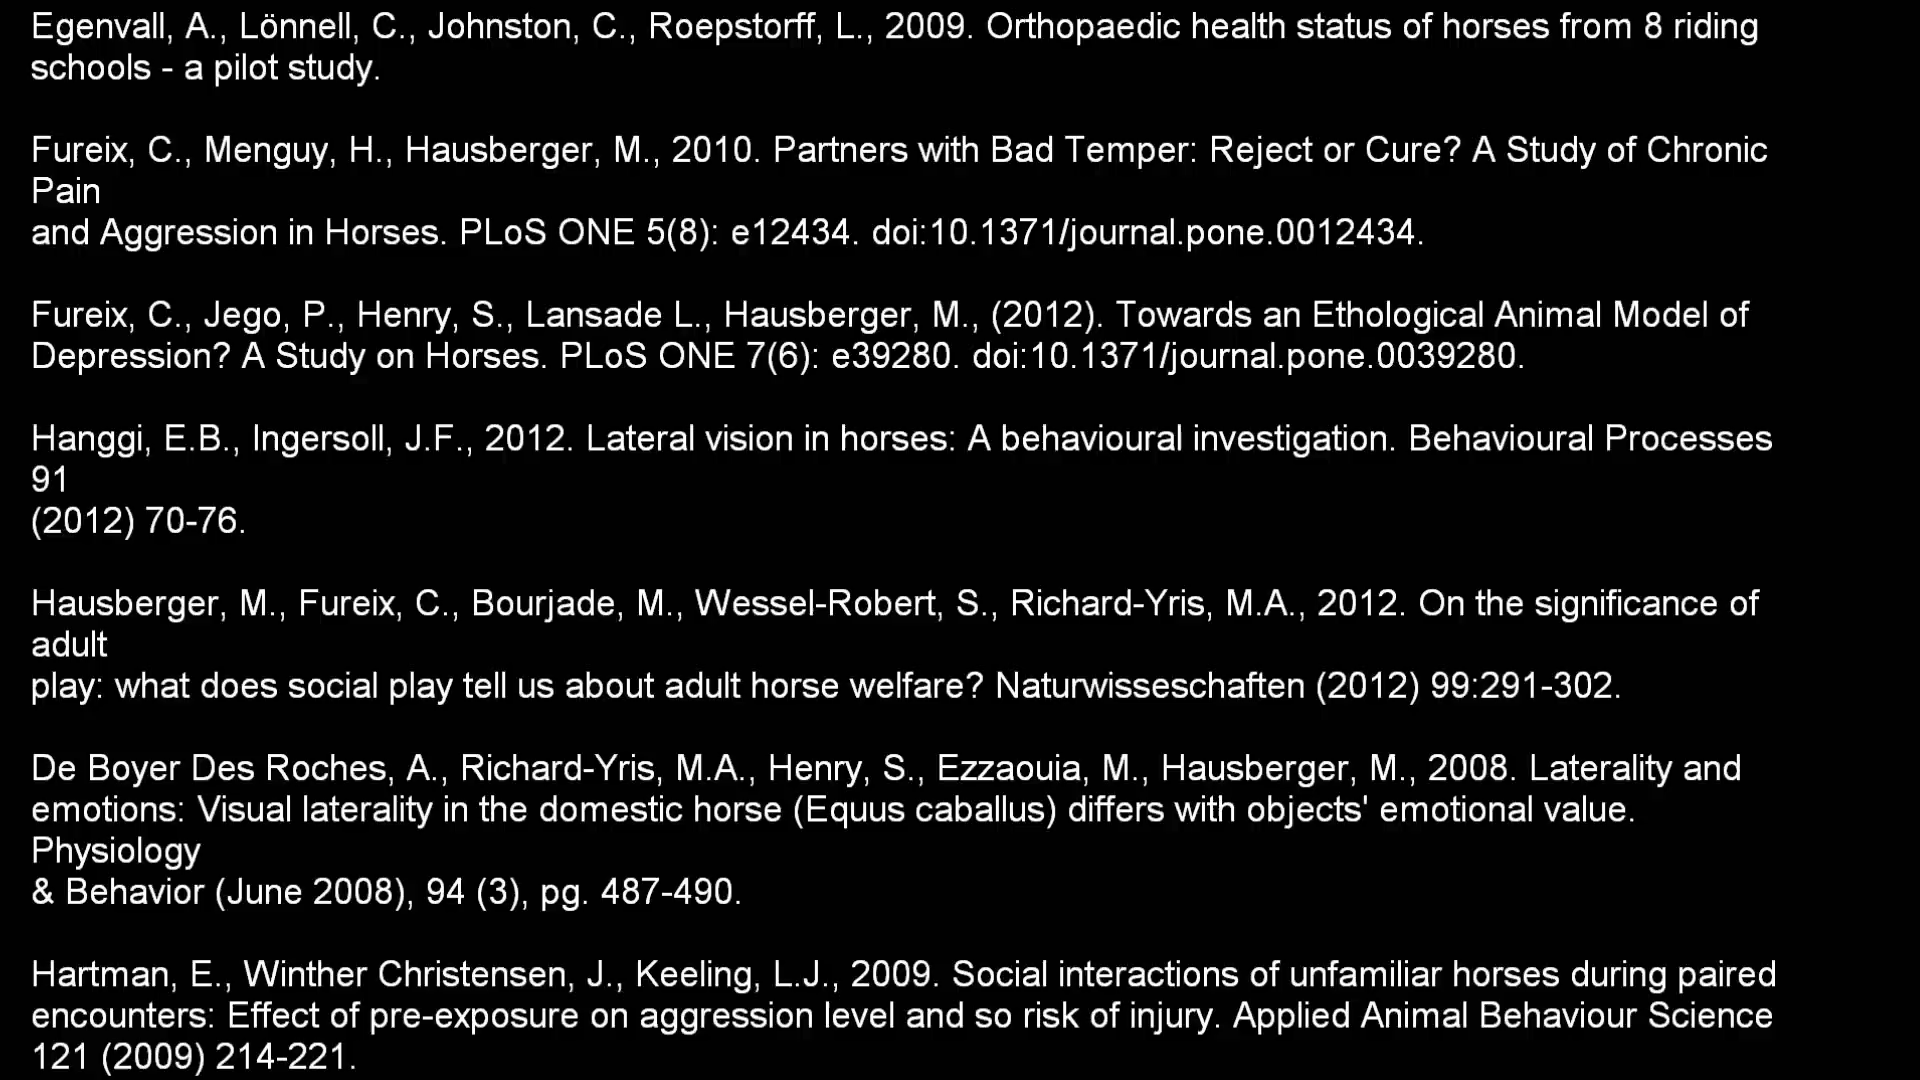 Egenvall, A., Lönnell, C., Johnston, C., Roepstorff, L., 2009. Orthopaedic health status of horses from 8 riding
schools - a pilot study.
Fureix, C., Menguy, H., Hausberger, M., 2010. Partners with Bad Temper: Reject or Cure? A Study of Chronic
Pain
and Aggression in Horses. PLoS ONE 5(8): e12434. doi:10.1371/journal.pone.0012434.
Fureix, C., Jego, P., Henry, S., Lansade L., Hausberger, M., (2012). Towards an Ethological Animal Model of
Depression? A Study on Horses. PLoS ONE 7(6): e39280. doi:10.1371/journal.pone.0039280.
Hanggi, E.B., Ingersoll, J.F., 2012. Lateral vision in horses: A behavioural investigation. Behavioural Processes
91
(2012) 70-76.
Hausberger, M., Fureix, C., Bourjade, M., Wessel-Robert, S., Richard-Yris, M.A., 2012. On the significance of
adult
play: what does social play tell us about adult horse welfare? Naturwisseschaften (2012) 99:291-302.
De Boyer Des Roches, A., Richard-Yris, M.A., Henry, S., Ezzaouia, M., Hausberger, M., 2008. Laterality and
emotions: Visual laterality in the domestic horse (Equus caballus) differs with objects' emotional value.
Physiology
& Behavior (June 2008), 94 (3), pg. 487-490.
Hartman, E., Winther Christensen, J., Keeling, L.J., 2009. Social interactions of unfamiliar horses during paired
encounters: Effect of pre-exposure on aggression level and so risk of injury. Applied Animal Behaviour Science
121 (2009) 214-221.